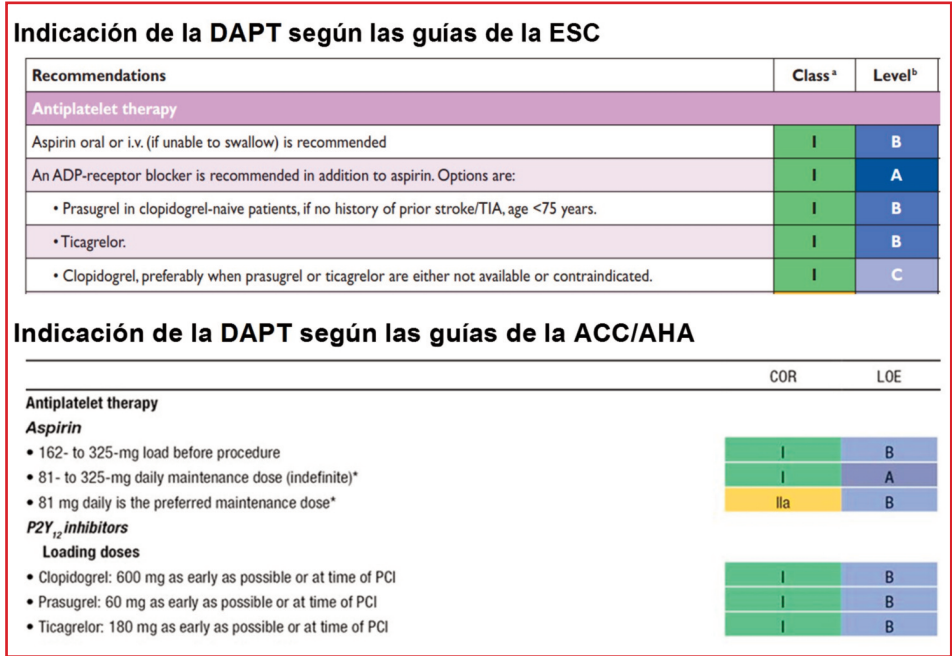 Indicación de la DAPT según las guías de la ESC
Recommendations Class a Level b
Antiplatelet therapy
Aspirin oral or i.v. (if unable to swallow) is recommended I B
An ADP-receptor blocker is recommended in addition to aspirin. Options are: I A
• Prasugrel in clopidogrel-naive patients, if no history of prior stroke/TIA, age <75 years. I B
• Ticagrelor. I B
• Clopidogrel, preferably when prasugrel or ticagrelor are either not available or contraindicated. I C
Indicación de la DAPT según las guías de la ACC/AHA
COR LOE
Antiplatelet therapy
Aspirin
• 162- to 325-mg load before procedure I B
• 81- to 325-mg daily maintenance dose (indefinite)* I A
• 81 mg daily is the preferred maintenance dose* IIa B
P2Y12 inhibitors
Loading doses
• Clopidogrel: 600 mg as early as possible or at time of PCI I B
• Prasugrel: 60 mg as early as possible or at time of PCI I B
• Ticagrelor: 180 mg as early as possible or at time of PCI I B